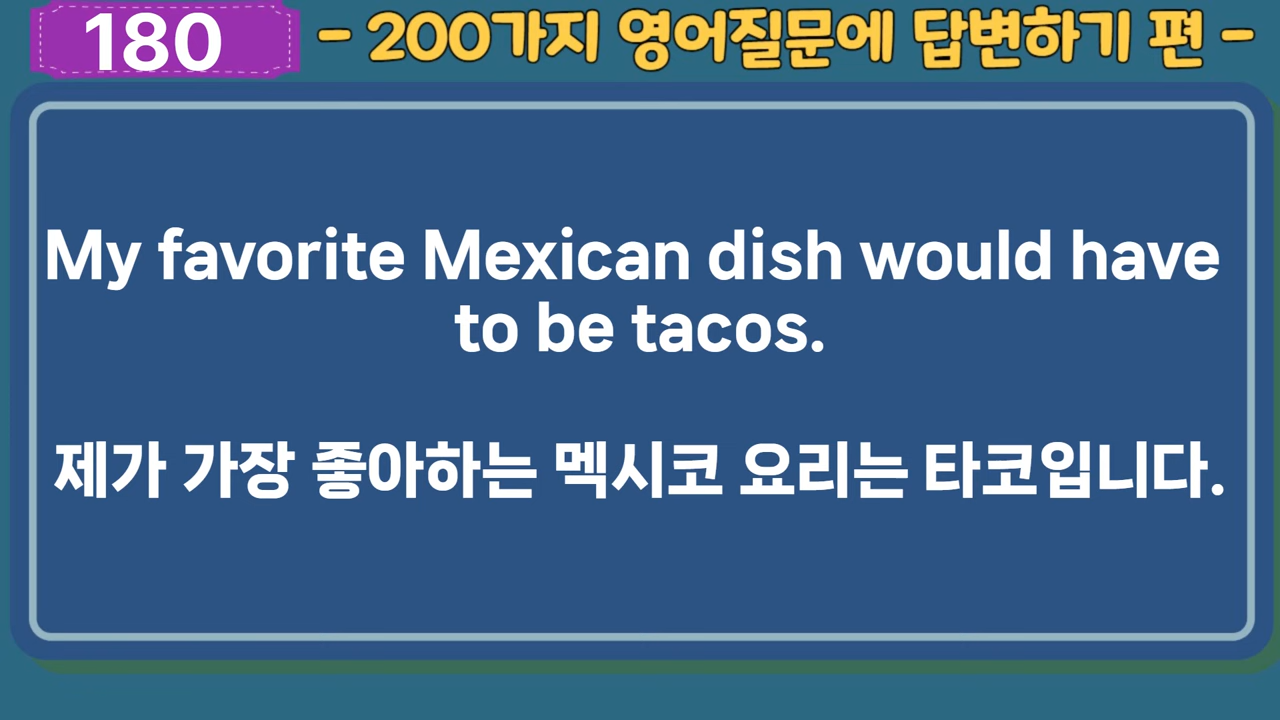 180
- 200가지 영어질문에 답변하기 편 -
My favorite Mexican dish would have
to be tacos.
제가 가장 좋아하는 멕시코 요리는 타코입니다.